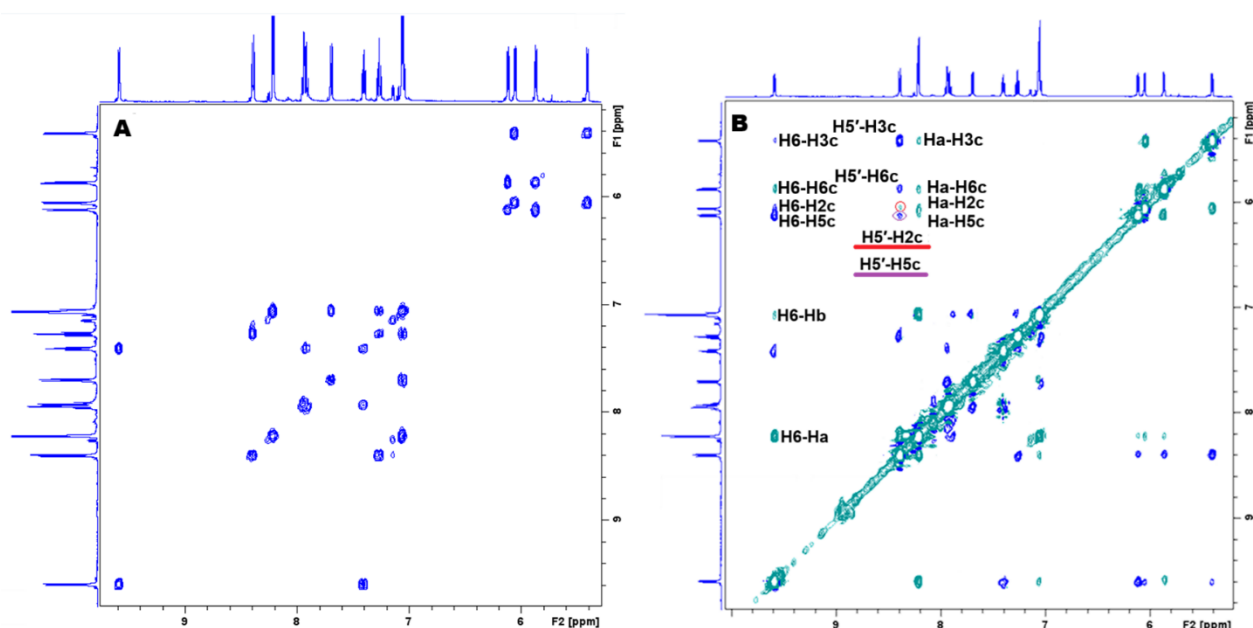 A
F1 [ppm]
6
7
8
9
9
8
7
6
F2 [ppm]
B
H5′-H3c
H6-H3c
Ha-H3c
H5′-H6c
H6-H6c
Ha-H6c
H6-H2c
Ha-H2c
H6-H5c
Ha-H5c
H5′-H2c
H5′-H5c
H6-Hb
H6-Ha
F1 [ppm]
6
7
8
9
8
7
6
F2 [ppm]